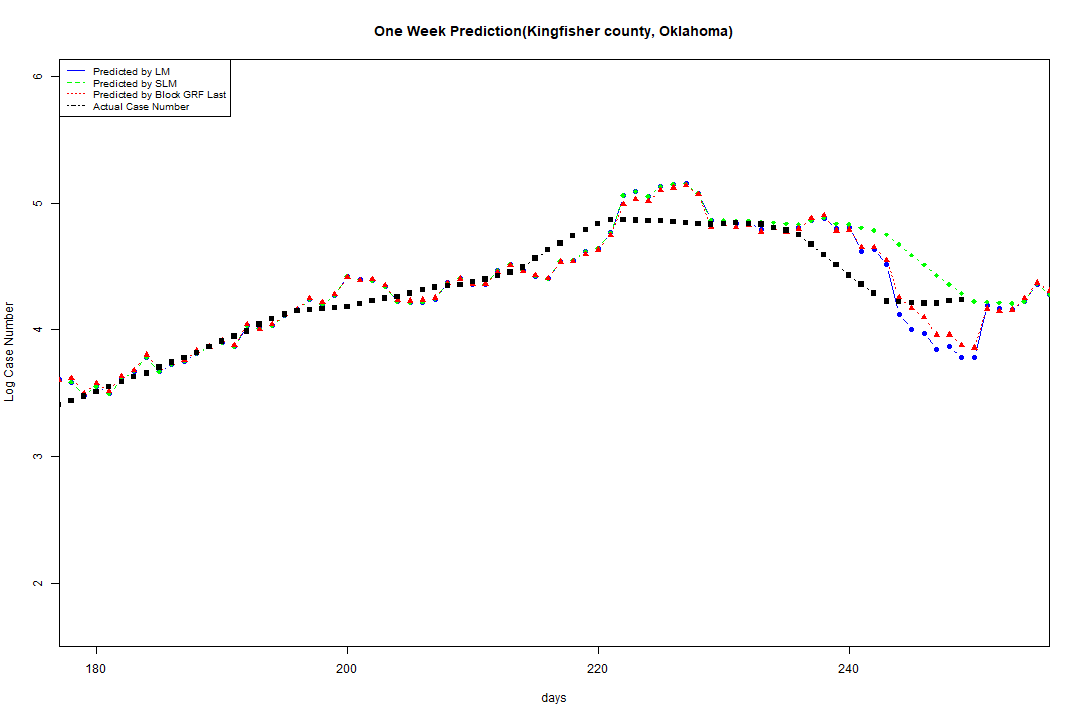 One Week Prediction(Kingfisher county, Oklahoma)
Predicted by LM
Predicted by SLM
Predicted by Block GRF Last
Actual Case Number
6
5
4
3
2
Log Case Number
180 200 220 240
days